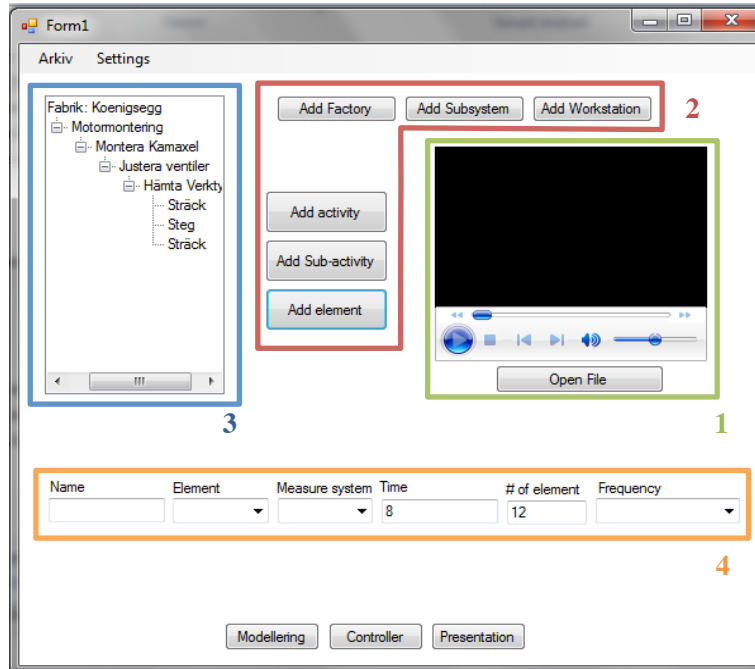 Form1
Arkiv Settings
Fabrik: Koenigsegg
Motormontering
Montera Kamaxel
Justera ventiler
Hämta Verkty
Sträck
Steg
Sträck
3
Add Factory Add Subsystem Add Workstation
2
Add activity
Add Sub-activity
Add element
Open File
1
Name Element Measure system Time # of element Frequency
8 12
4
Modellering Controller Presentation